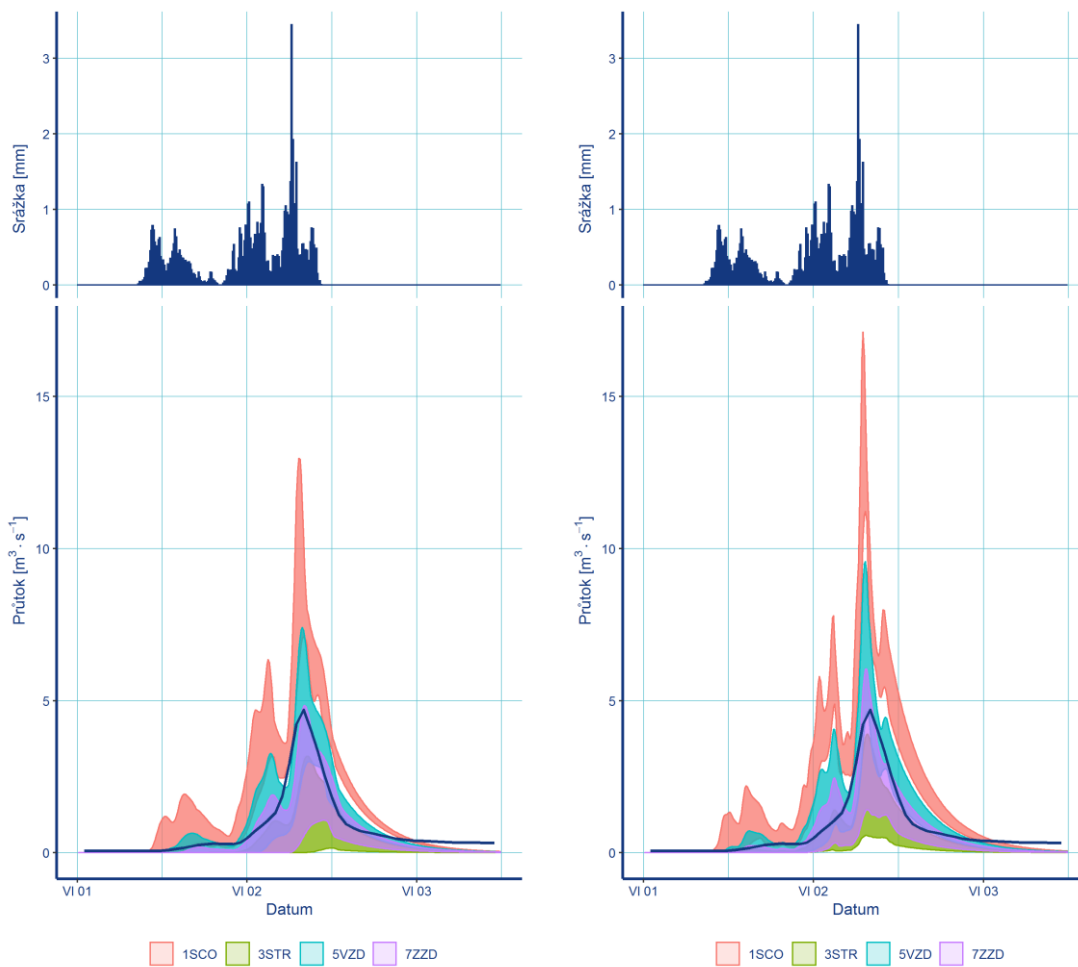 3
2
1
0
Srážka [mm]
3
2
1
0
Srážka [mm]
15
10
5
0
Průtok [m³ · s⁻¹]
VI 01 VI 02 VI 03
Datum
15
10
5
0
Průtok [m³ · s⁻¹]
VI 01 VI 02 VI 03
Datum
1SCO 3STR 5VZD 7ZZD
1SCO 3STR 5VZD 7ZZD